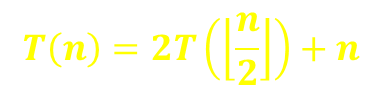 T(n) = 2T(⌊n/2⌋) + n